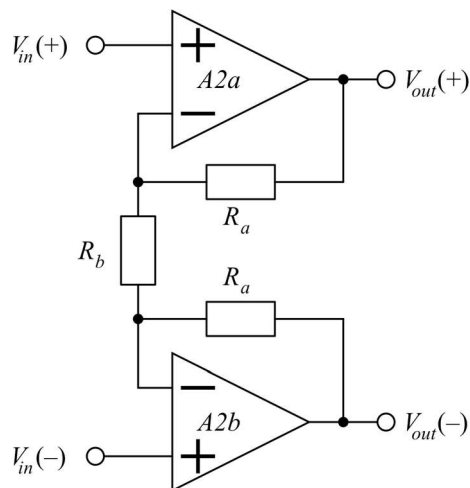 V_in(+)
+
A2a
V_out(+)
−
R_a
R_b
R_a
−
A2b
V_out(–)
V_in(–)
+